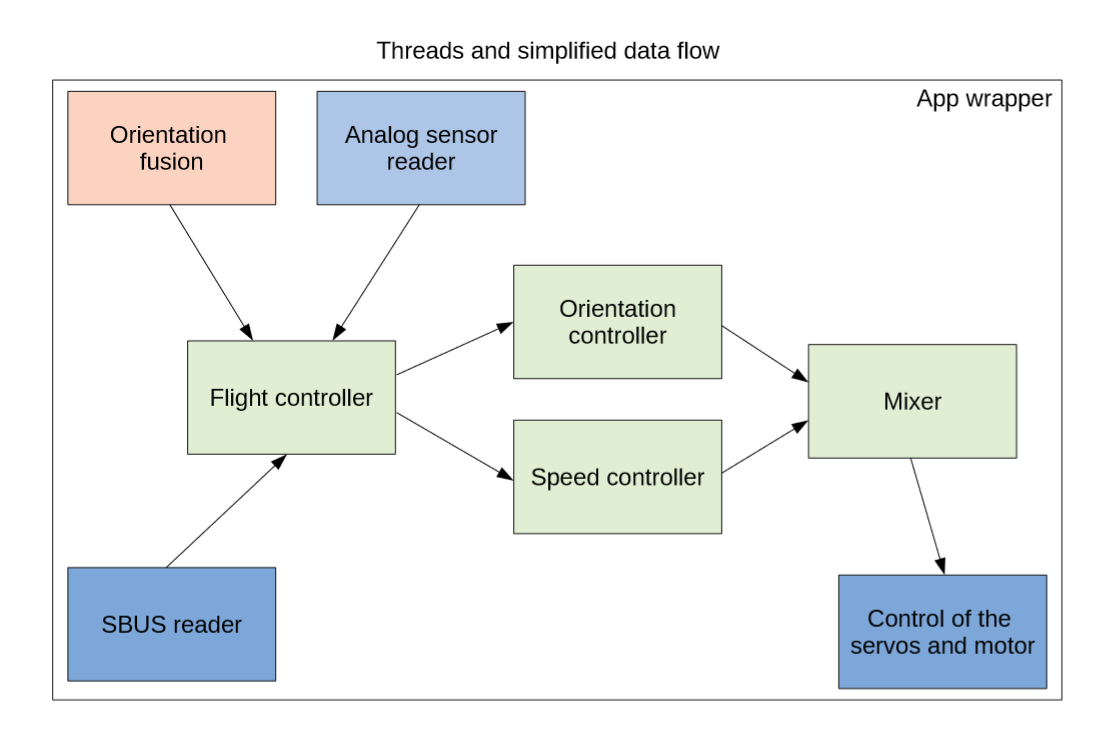 Threads and simplified data flow
App wrapper
Orientation
fusion
Analog sensor
reader
Orientation
controller
Flight controller
Mixer
Speed controller
SBUS reader
Control of the
servos and motor